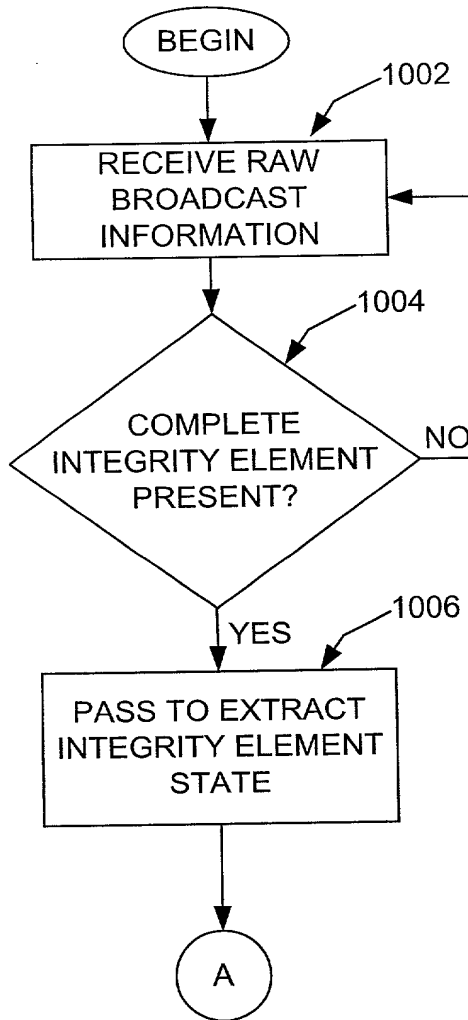 BEGIN
1002
RECEIVE RAW
BROADCAST
INFORMATION
1004
COMPLETE
INTEGRITY ELEMENT
PRESENT?
NO
YES
1006
PASS TO EXTRACT
INTEGRITY ELEMENT
STATE
A